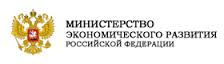 МИНИСТЕРСТВО
ЭКОНОМИЧЕСКОГО РАЗВИТИЯ
РОССИЙСКОЙ ФЕДЕРАЦИИ